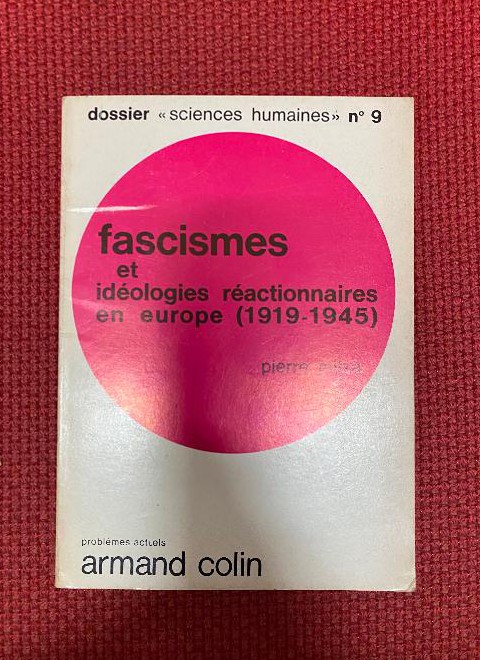 dossier « sciences humaines » n° 9
fascismes
et
idéologies réactionnaires
en europe (1919-1945)
pierre
problèmes actuels
armand colin